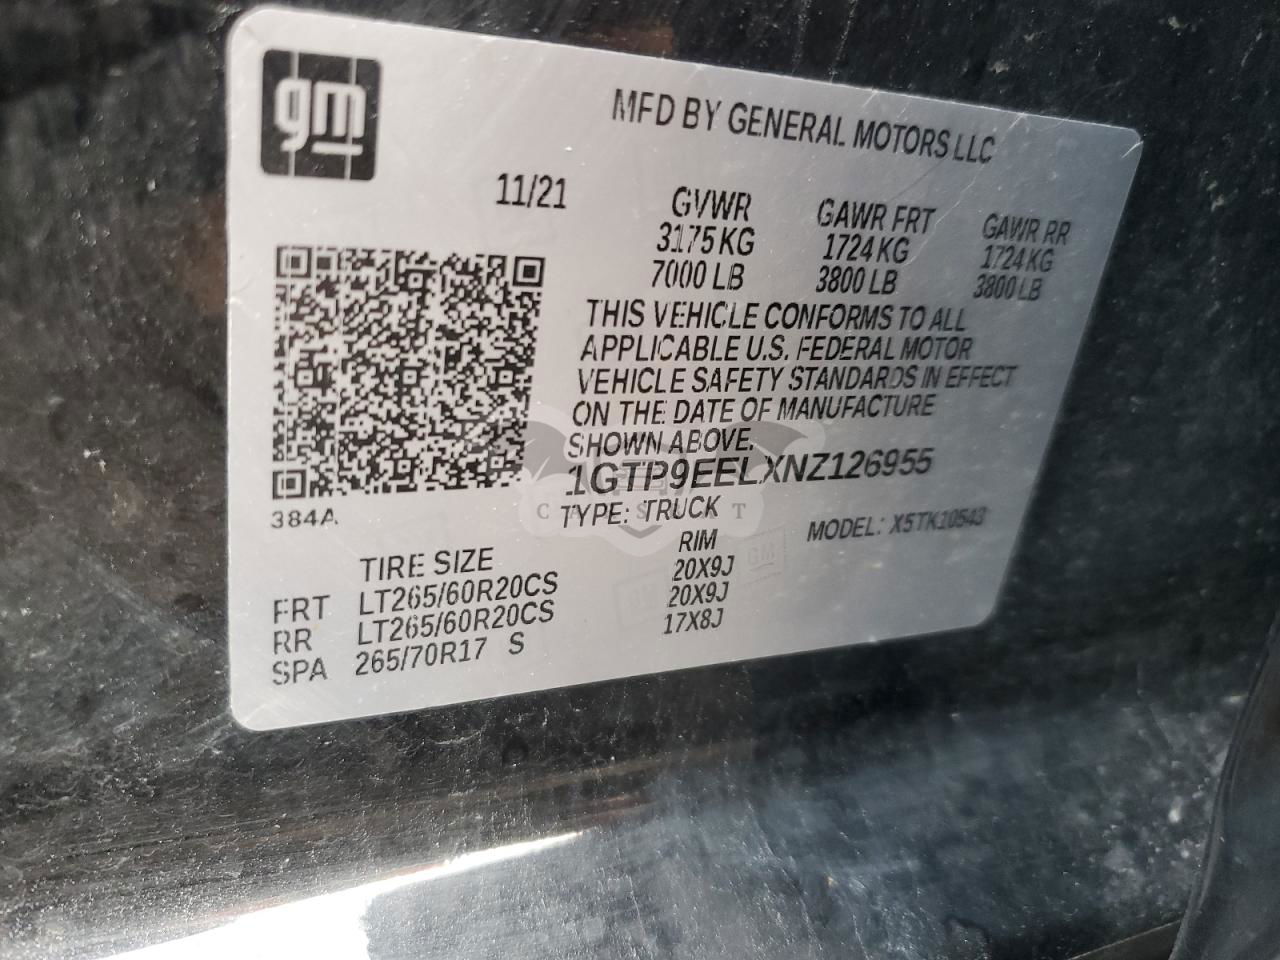 gm
MFD BY GENERAL MOTORS LLC
11/21
GVWR GAWR FRT GAWR RR
3175 KG 1724 KG 1724 KG
7000 LB 3800 LB 3800 LB
THIS VEHICLE CONFORMS TO ALL
APPLICABLE U.S. FEDERAL MOTOR
VEHICLE SAFETY STANDARDS IN EFFECT
ON THE DATE OF MANUFACTURE
SHOWN ABOVE.
1GTP9EELXNZ126955
384A
TYPE: TRUCK MODEL: X5TK10543
TIRE SIZE RIM
FRT LT265/60R20CS 20X9J
RR LT265/60R20CS 20X9J
SPA 265/70R17 S 17X8J
GM